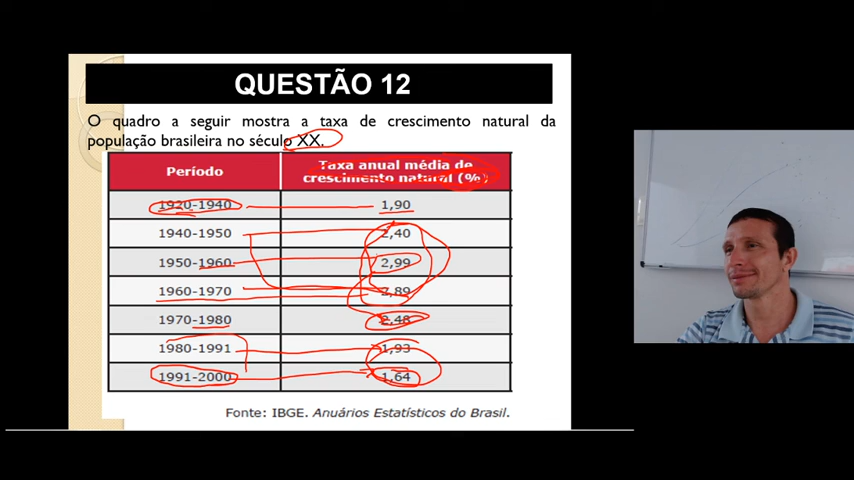 QUESTÃO 12
O quadro a seguir mostra a taxa de crescimento natural da
população brasileira no século XX.
Período
Taxa anual média de
crescimento natural (%)
1920-1940 1,90
1940-1950 2,40
1950-1960 2,99
1960-1970 2,89
1970-1980 2,48
1980-1991 1,93
1991-2000 1,64
Fonte: IBGE. Anuários Estatísticos do Brasil.